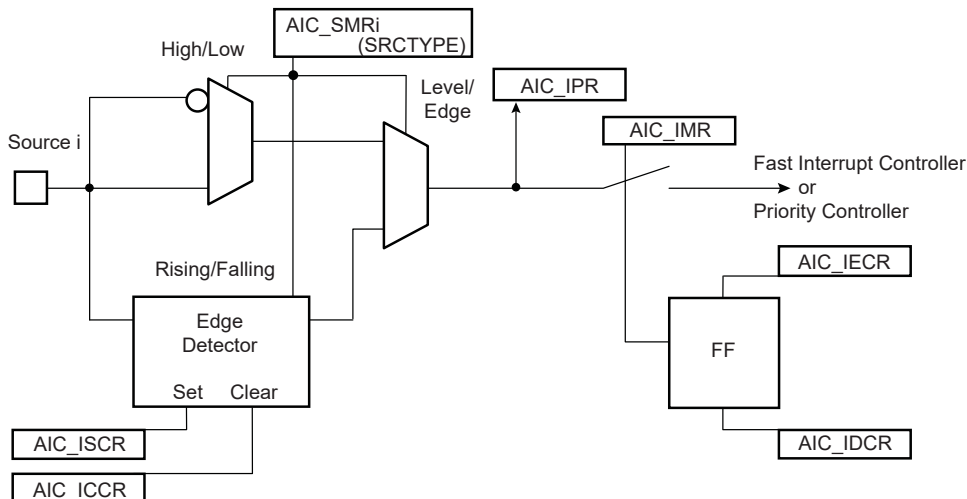 AIC_SMRi
(SRCTYPE)
High/Low
Level/
Edge
AIC_IPR
AIC_IMR
Source i
Fast Interrupt Controller
or
Priority Controller
Rising/Falling
AIC_IECR
Edge
Detector
FF
Set Clear
AIC_ISCR
AIC_IDCR
AIC_ICCR